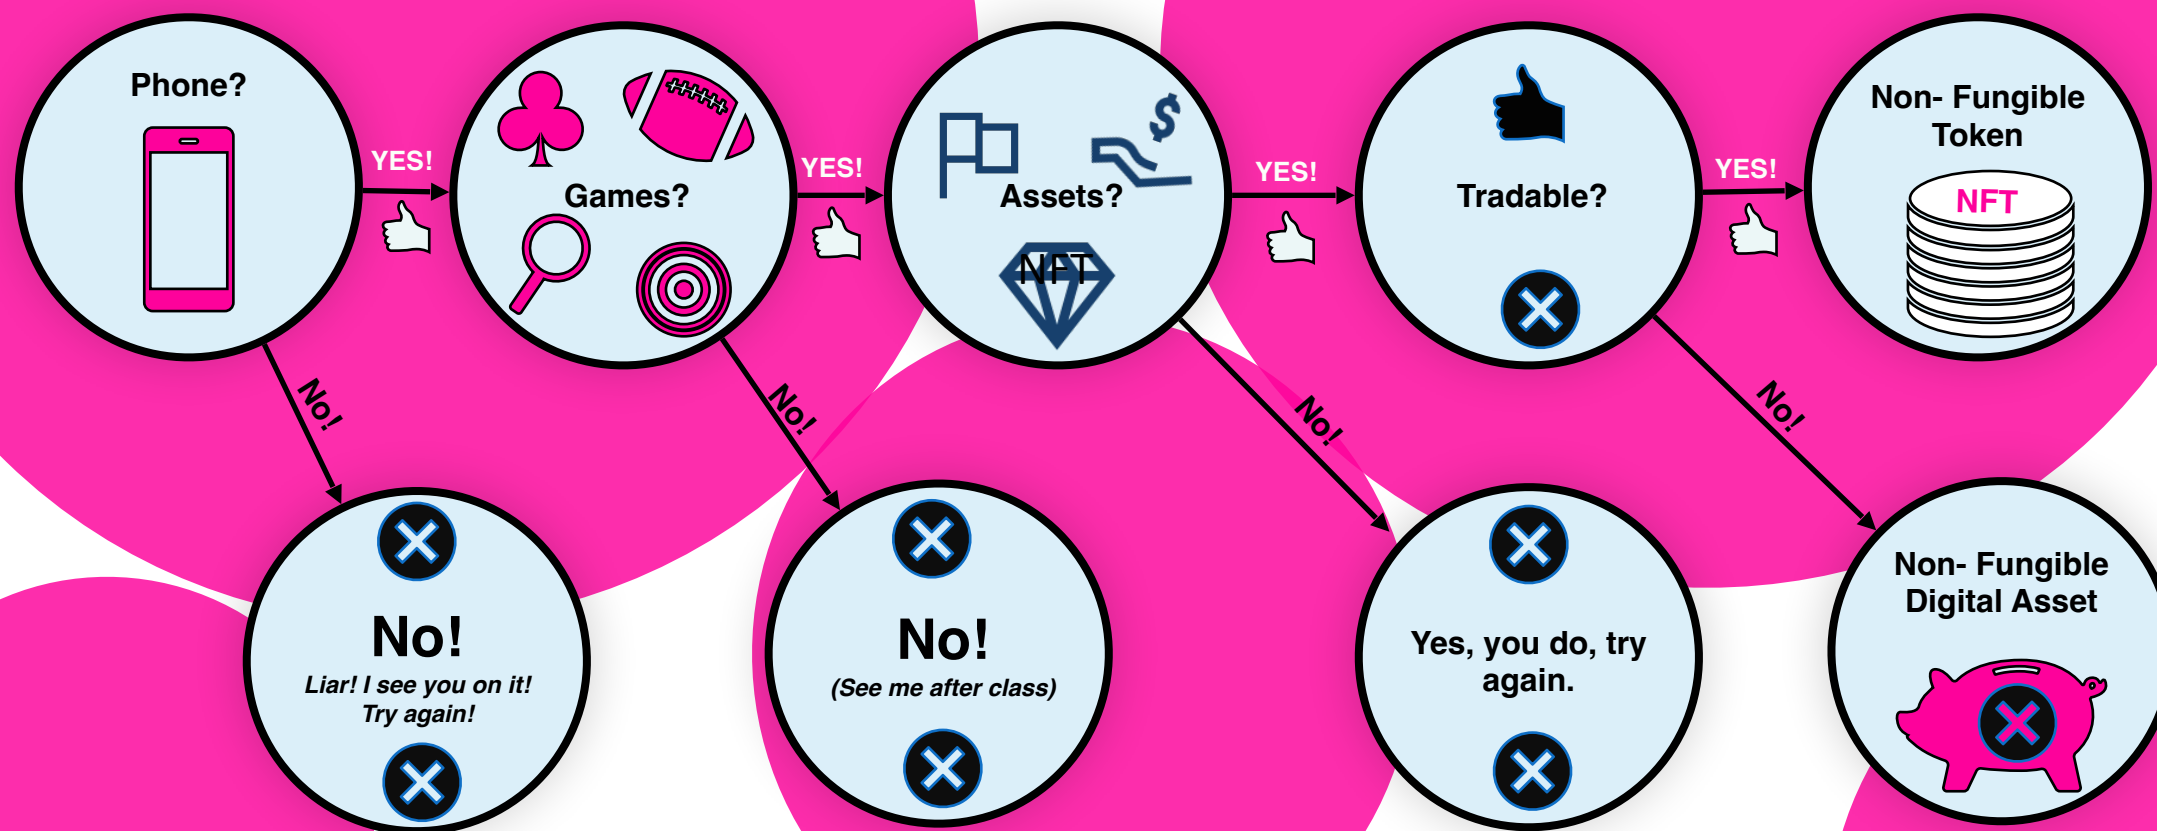 Phone?
YES!
Games?
YES!
Assets?
NFT
YES!
Tradable?
YES!
Non- Fungible
Token
NFT
No!
No!
No!
No!
No!
Liar! I see you on it!
Try again!
No!
(See me after class)
Yes, you do, try
again.
Non- Fungible
Digital Asset